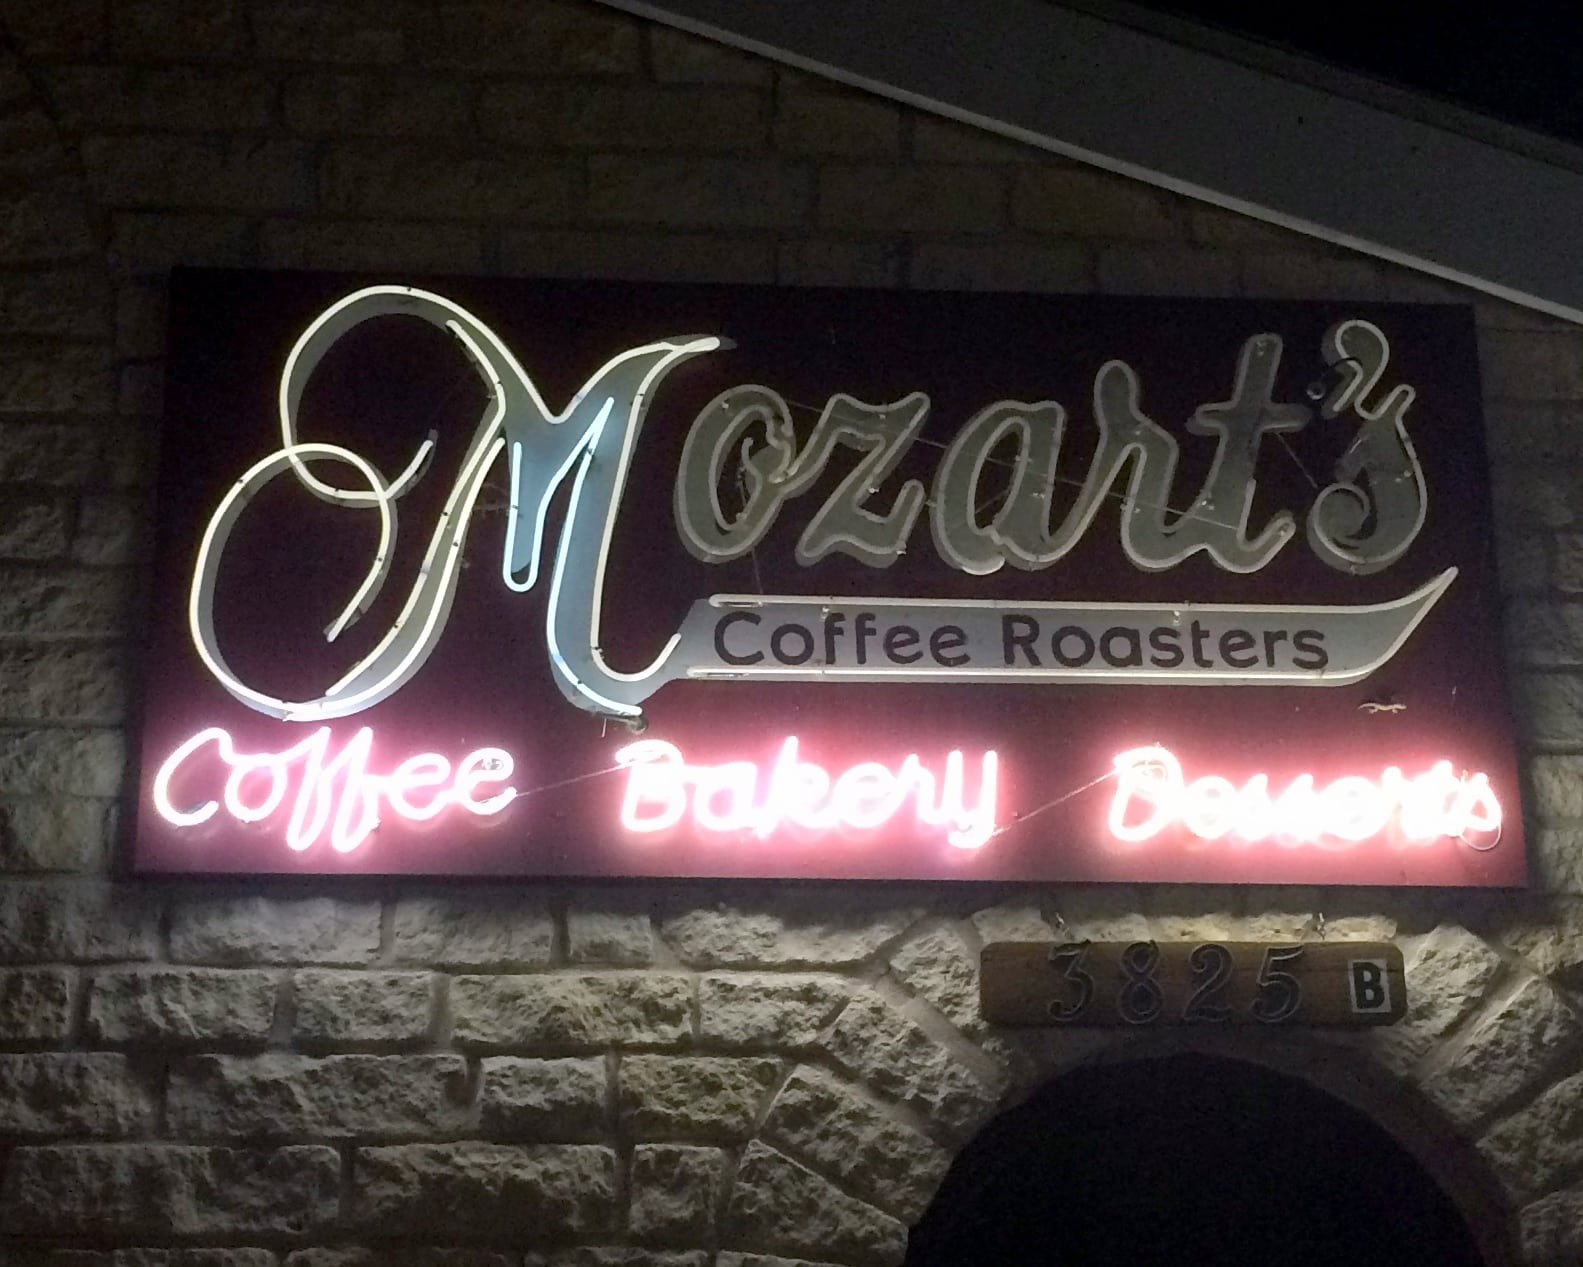 Mozart's
Coffee Roasters
Coffee Bakery Desserts
3825 B